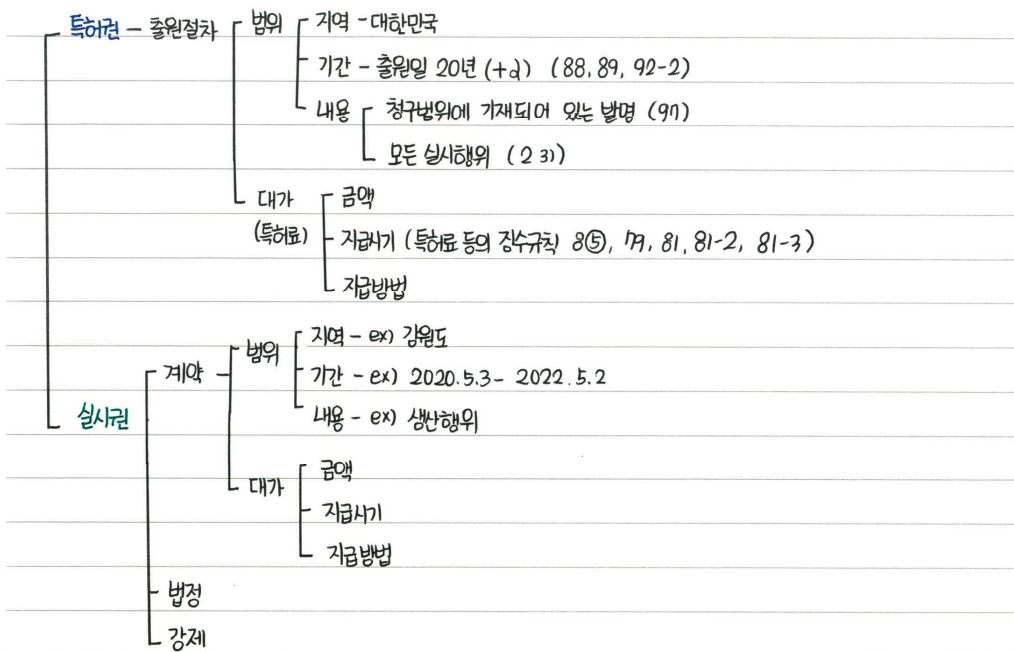 특허권 - 출원절차 범위 지역 - 대한민국
기간 - 출원일 20년 (+α) (88, 89, 92-2)
내용 청구범위에 기재되어 있는 발명 (97)
모든 실시행위 (2 3))
대가 금액
(특허료) 지급시기 (특허료 등의 징수규칙 8⑤, 79, 81, 81-2, 81-3)
지급방법
실시권 계약 범위 지역 - ex) 강원도
기간 - ex) 2020.5.3 - 2022.5.2
내용 - ex) 생산행위
대가 금액
지급시기
지급방법
법정
강제